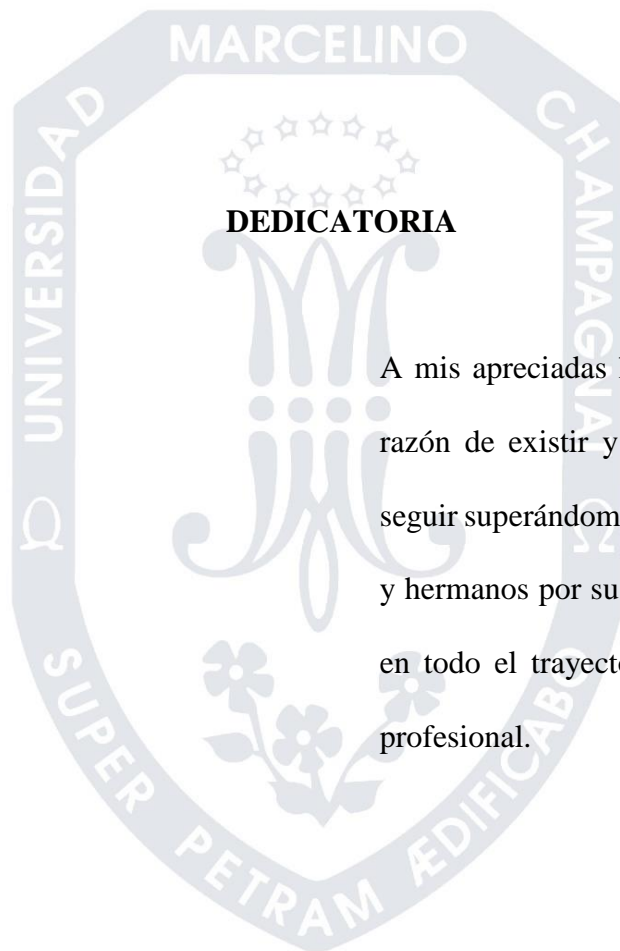 UNIVERSIDAD MARCELINO CHAMPAGNAT
DEDICATORIA
A mis apreciadas
razón de existir y
seguir superándom
y hermanos por su
en todo el trayecto
profesional.
SUPER PETRAM ÆDIFICABO